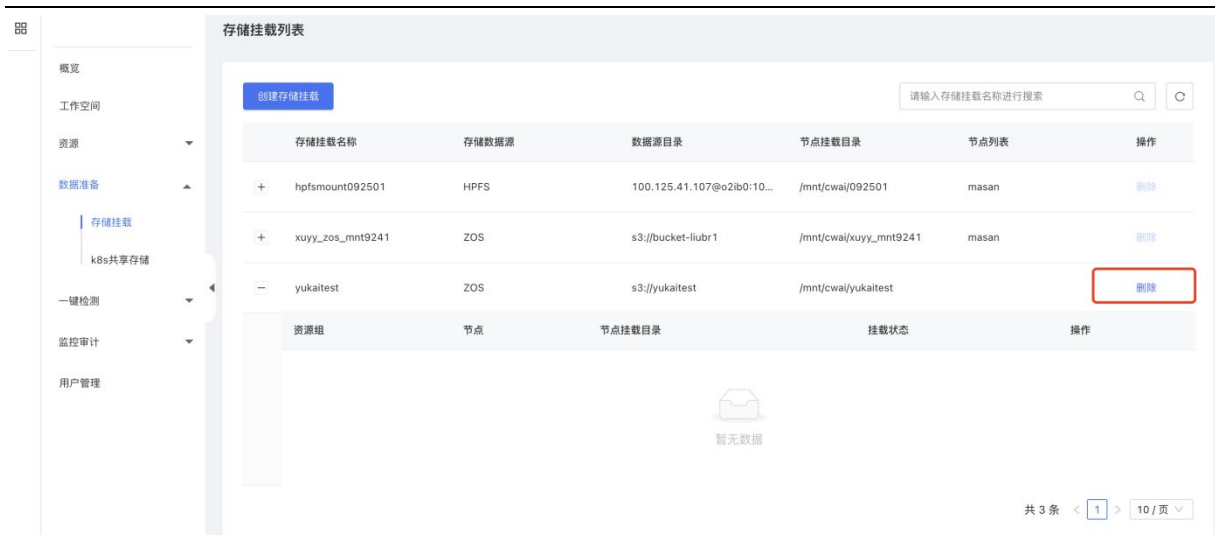 存储挂载列表
概览
工作空间
资源
数据准备
存储挂载
k8s共享存储
一键检测
监控审计
用户管理
创建存储挂载
请输入存储挂载名称进行搜索
存储挂载名称 存储数据源 数据源目录 节点挂载目录 节点列表 操作
hpfsmount092501 HPFS 100.125.41.107@o2ib0:10... /mnt/cwai/092501 masan 删除
xuyy_zos_mnt9241 ZOS s3://bucket-liubr1 /mnt/cwai/xuyy_mnt9241 masan 删除
yukaitest ZOS s3://yukaitest /mnt/cwai/yukaitest 删除
资源组 节点 节点挂载目录 挂载状态 操作
暂无数据
共 3 条 < 1 > 10 / 页